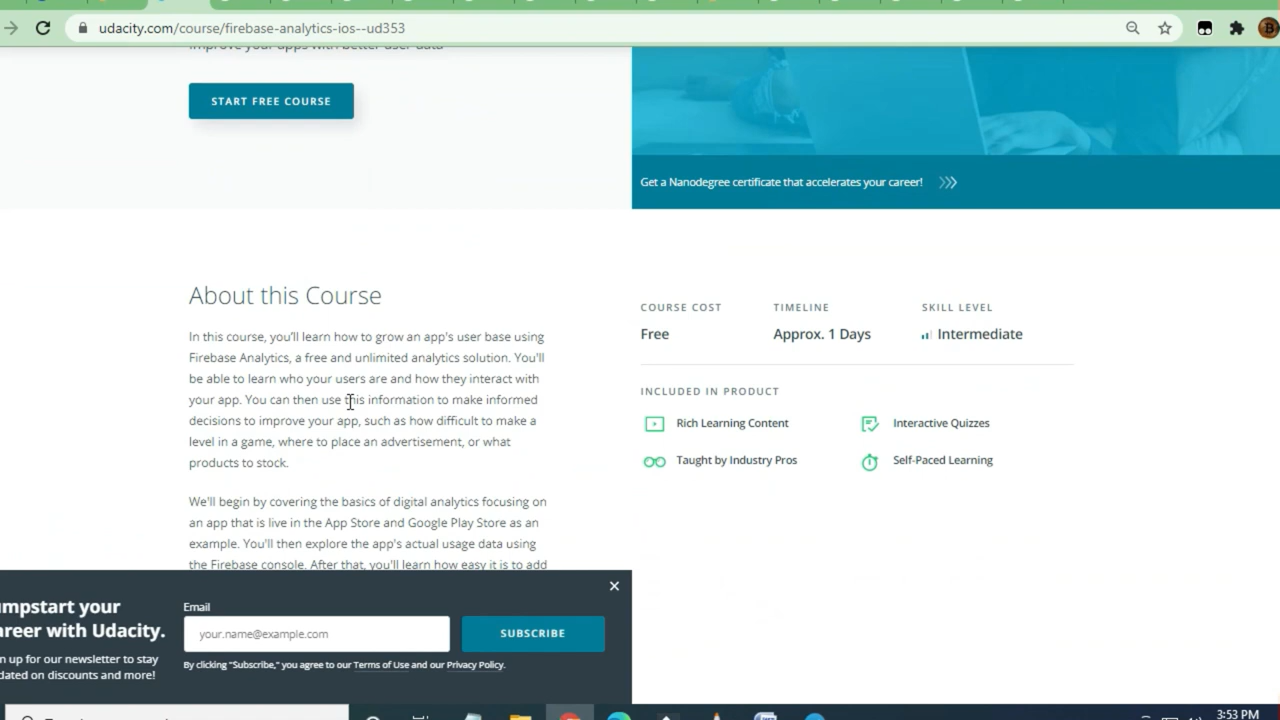 udacity.com/course/firebase-analytics-ios--ud353
improve your apps with better user data
START FREE COURSE
Get a Nanodegree certificate that accelerates your career!
About this Course
In this course, you'll learn how to grow an app's user base using
Firebase Analytics, a free and unlimited analytics solution. You'll
be able to learn who your users are and how they interact with
your app. You can then use this information to make informed
decisions to improve your app, such as how difficult to make a
level in a game, where to place an advertisement, or what
products to stock.
We'll begin by covering the basics of digital analytics focusing on
an app that is live in the App Store and Google Play Store as an
example. You'll then explore the app's actual usage data using
the Firebase console. After that, you'll learn how easy it is to add
COURSE COST
Free
TIMELINE
Approx. 1 Days
SKILL LEVEL
Intermediate
INCLUDED IN PRODUCT
Rich Learning Content
Interactive Quizzes
Taught by Industry Pros
Self-Paced Learning
umpstart your
areer with Udacity.
n up for our newsletter to stay
dated on discounts and more!
Email
your.name@example.com
SUBSCRIBE
By clicking "Subscribe," you agree to our Terms of Use and our Privacy Policy.
3:53 PM